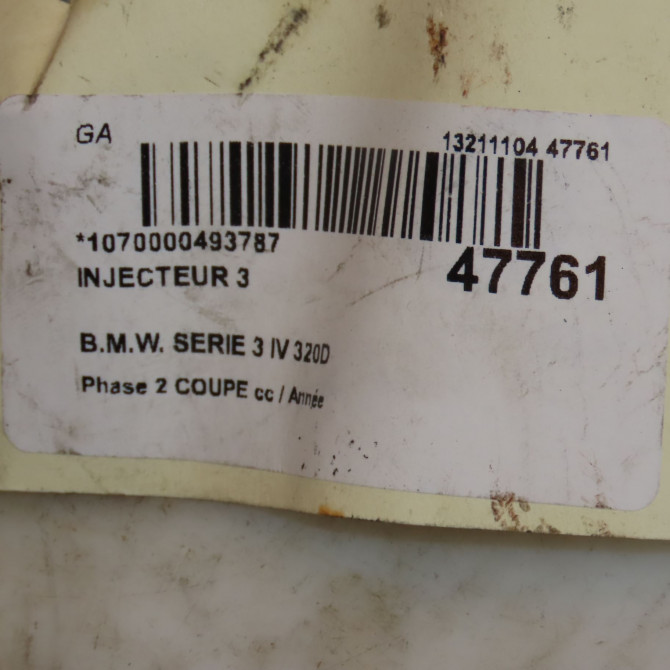 GA
13211104 47761
*1070000493787
47761
INJECTEUR 3
B.M.W. SERIE 3 IV 320D
Phase 2 COUPE cc / Année